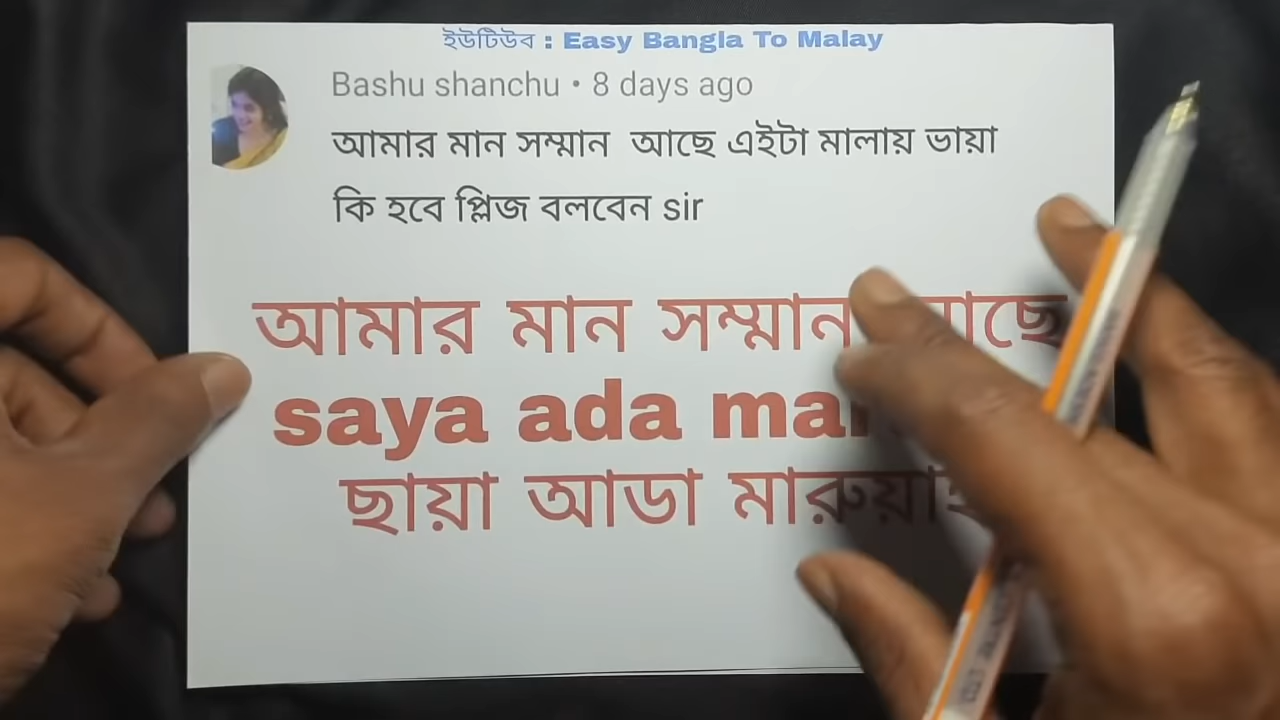 ইউটিউব : Easy Bangla To Malay
Bashu shanchu • 8 days ago
আমার মান সম্মান আছে এইটা মালায় ভায়া
কি হবে প্লিজ বলবেন sir
আমার মান সম্মান
saya ada
ছায়া আডা